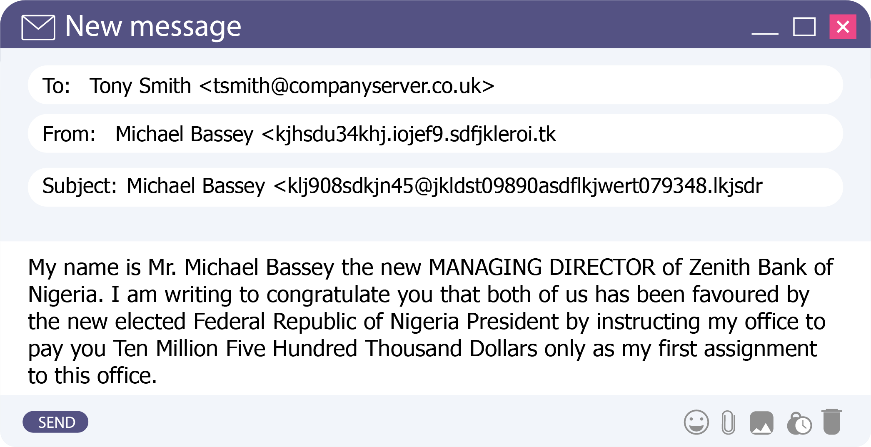 New message
To: Tony Smith <tsmith@companyserver.co.uk>
From: Michael Bassey <kjhsdu34khj.iojef9.sdfjkleroi.tk
Subject: Michael Bassey <klj908sdkjn45@jkldst09890asdflkjwert079348.lkjsdr
My name is Mr. Michael Bassey the new MANAGING DIRECTOR of Zenith Bank of
Nigeria. I am writing to congratulate you that both of us has been favoured by
the new elected Federal Republic of Nigeria President by instructing my office to
pay you Ten Million Five Hundred Thousand Dollars only as my first assignment
to this office.
SEND